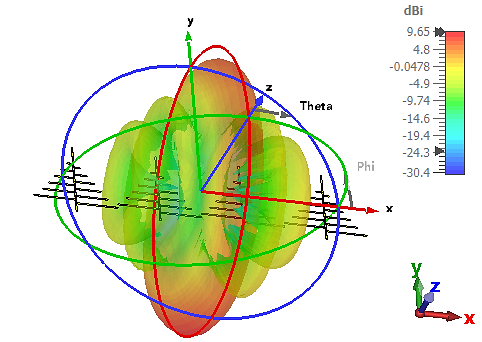 dBi
9.65
4.8
-0.0478
-4.9
-9.74
-14.6
-19.4
-24.3
-30.4
y
z
Theta
Phi
x
y
z
x